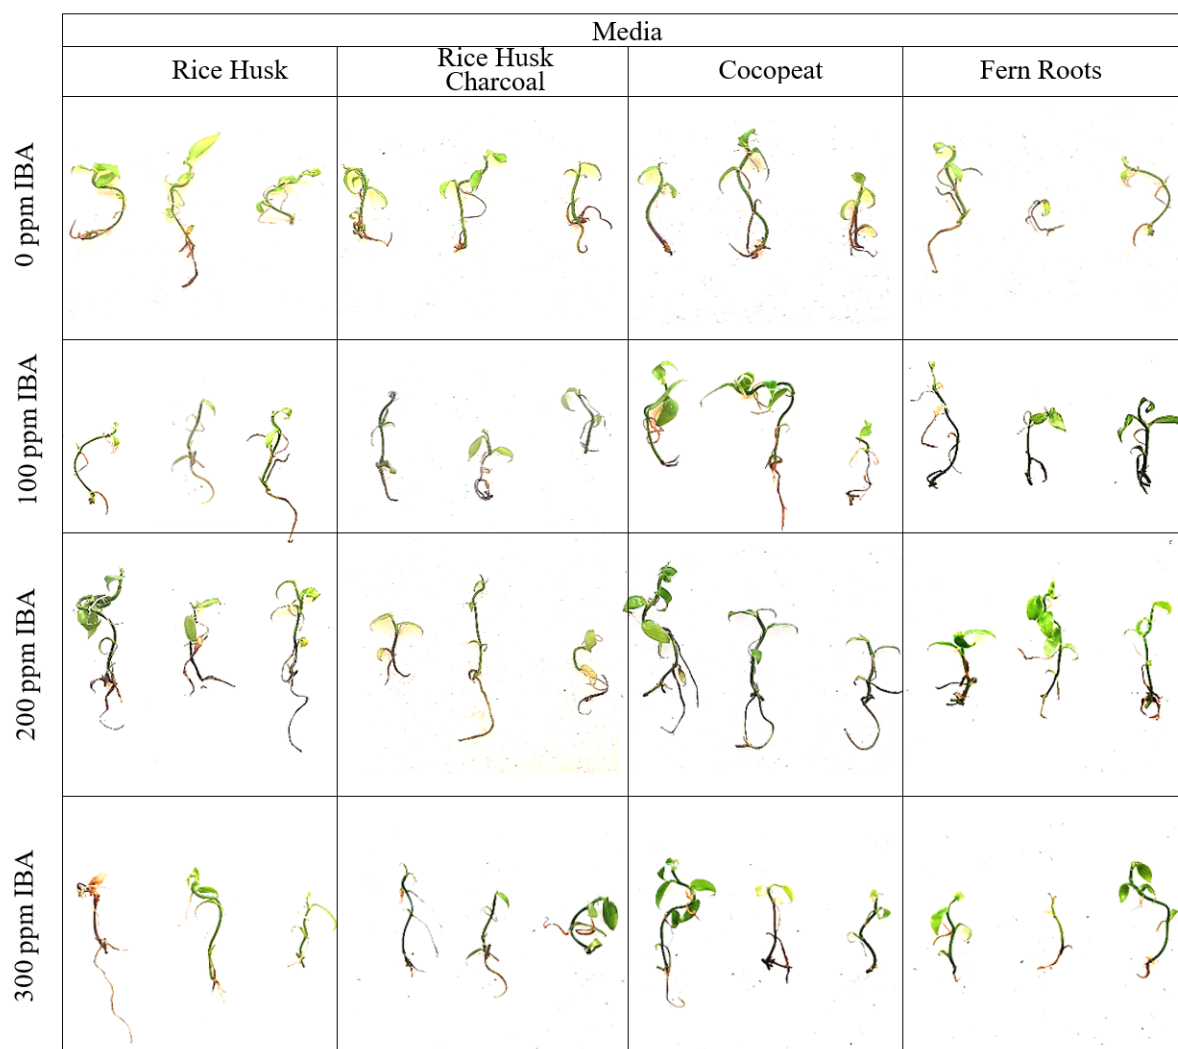 Media
Rice Husk
Rice Husk
Charcoal
Cocopeat
Fern Roots
0 ppm IBA
100 ppm IBA
200 ppm IBA
300 ppm IBA